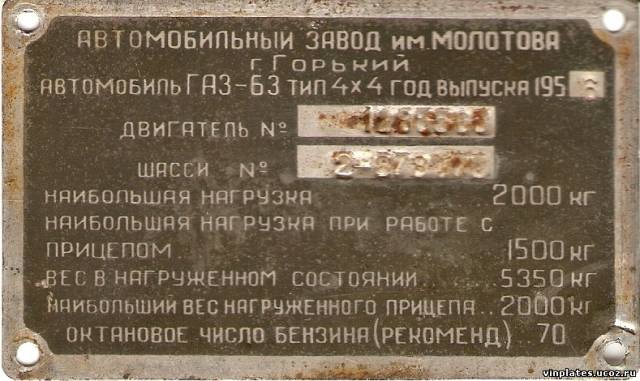 АВТОМОБИЛЬНЫЙ ЗАВОД им. МОЛОТОВА
г ГОРЬКИЙ
АВТОМОБИЛЬ ГАЗ-63 ТИП 4×4 ГОД ВЫПУСКА 195
ДВИГАТЕЛЬ №
ШАССИ №
НАИБОЛЬШАЯ НАГРУЗКА 2000 КГ
НАИБОЛЬШАЯ НАГРУЗКА ПРИ РАБОТЕ С
ПРИЦЕПОМ 1500 КГ
ВЕС В НАГРУЖЕННОМ СОСТОЯНИИ 5350 КГ
НАИБОЛЬШИЙ ВЕС НАГРУЖЕННОГО ПРИЦЕПА..2000 КГ
ОКТАНОВОЕ ЧИСЛО БЕНЗИНА (РЕКОМЕНД) 70
vinplates.ucoz.ru